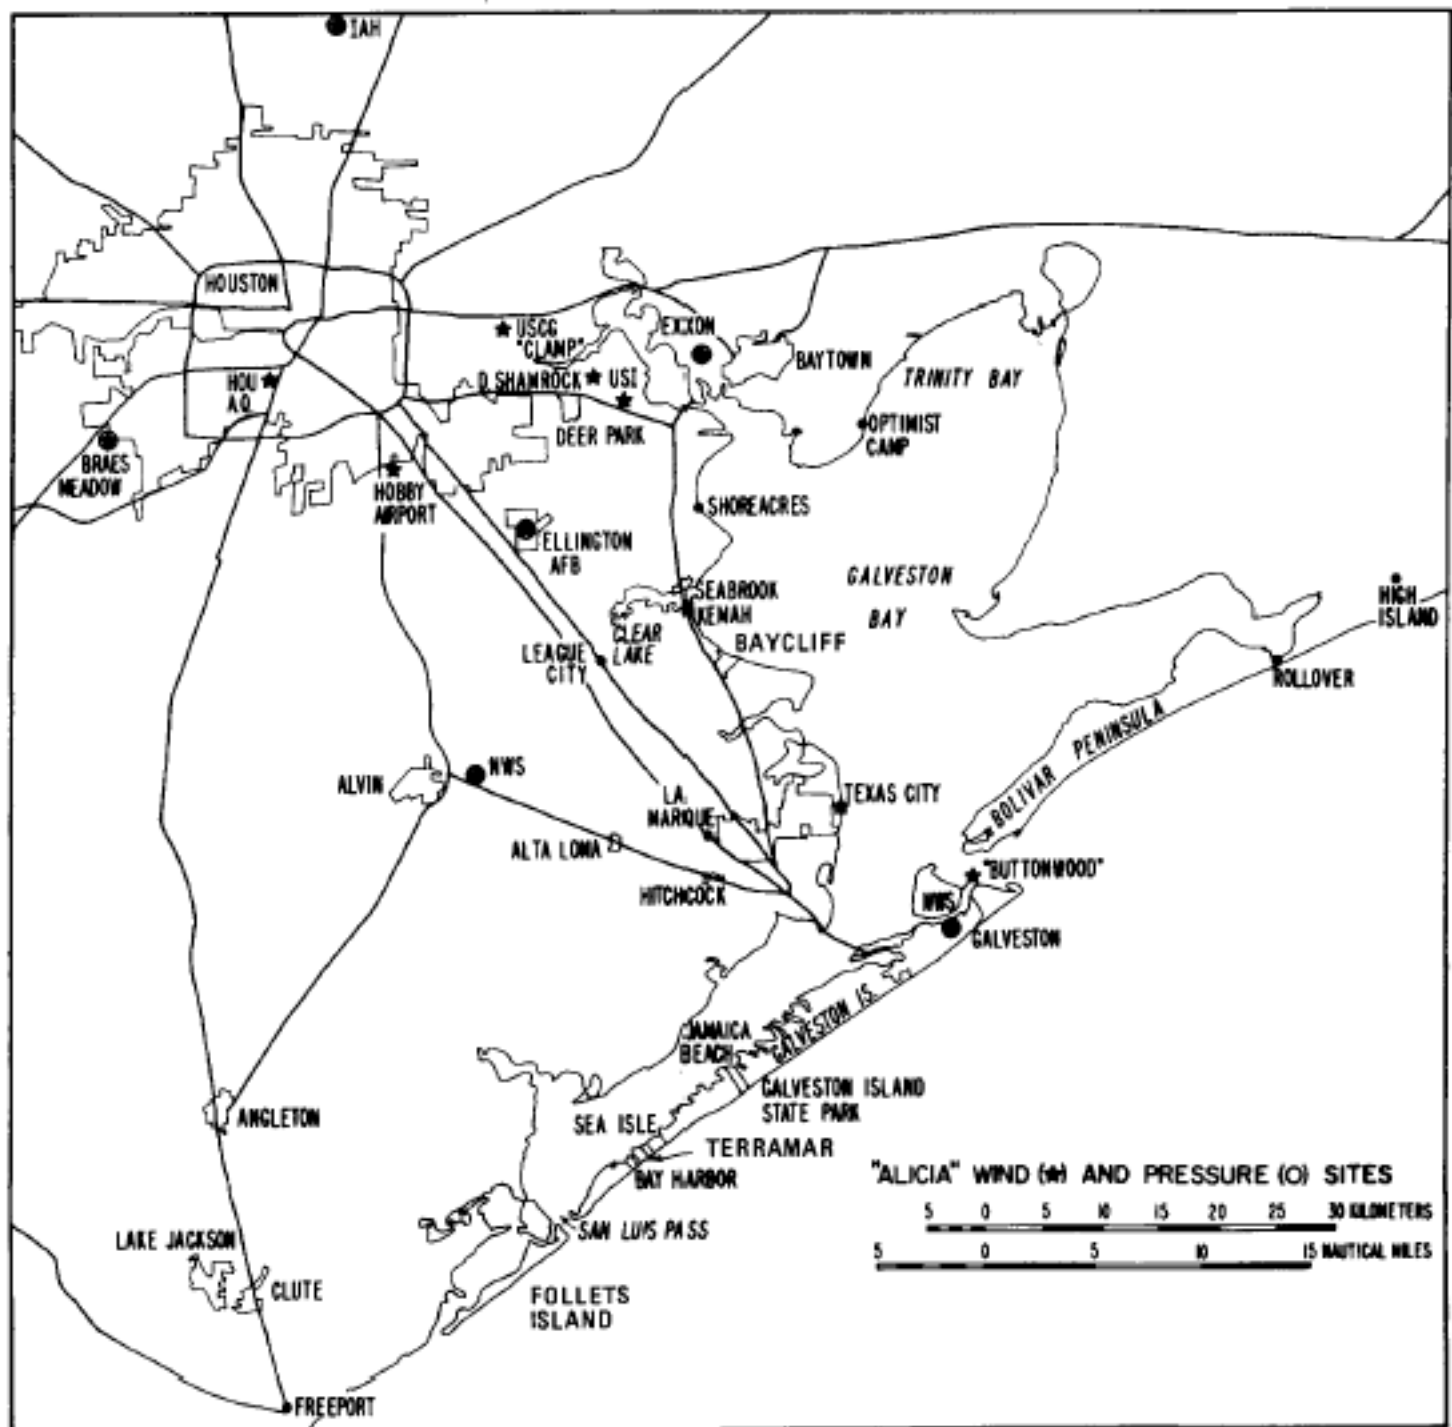 IAH
HOUSTON
USCG
"CLAMP"
EXXON
BAYTOWN
TRINITY BAY
HOU
A.Q.
D. SHAMROCK
USI
DEER PARK
OPTIMIST
CAMP
BRAES
MEADOW
HOBBY
AIRPORT
SHOREACRES
ELLINGTON
AFB
GALVESTON
BAY
SEABROOK
KEMAH
HIGH
ISLAND
CLEAR
LAKE
BAYCLIFF
LEAGUE
CITY
ROLLOVER
BOLIVAR PENINSULA
ALVIN
NWS
LA.
MARQUE
TEXAS CITY
ALTA LOMA
HITCHCOCK
"BUTTONWOOD"
NWS
GALVESTON
GALVESTON IS.
JAMAICA
BEACH
GALVESTON ISLAND
STATE PARK
ANGLETON
SEA ISLE
TERRAMAR
BAY HARBOR
"ALICIA" WIND (★) AND PRESSURE (O) SITES
5 0 5 10 15 20 25 30 KILOMETERS
5 0 5 10 15 NAUTICAL MILES
SAN LUIS PASS
LAKE JACKSON
CLUTE
FOLLETS
ISLAND
FREEPORT